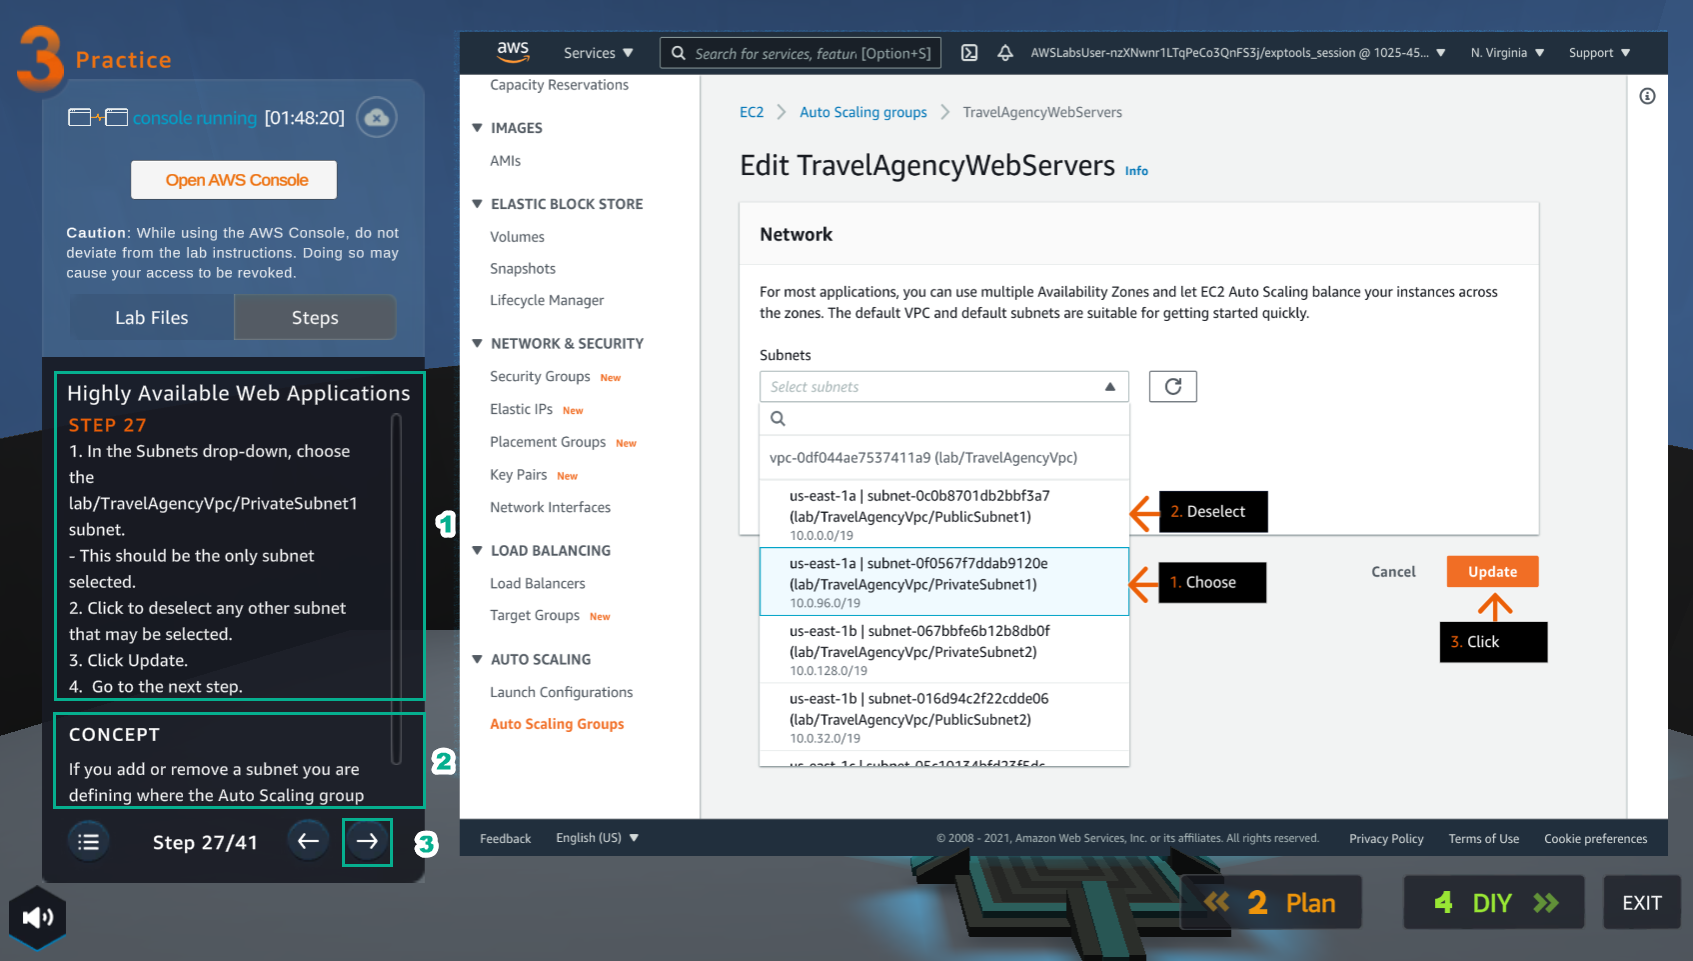 3 Practice
console running [01:48:20]
Open AWS Console
Caution: While using the AWS Console, do not
deviate from the lab instructions. Doing so may
cause your access to be revoked.
Lab Files
Steps
Highly Available Web Applications
STEP 27
1. In the Subnets drop-down, choose
the
lab/TravelAgencyVpc/PrivateSubnet1
subnet.
- This should be the only subnet
selected.
2. Click to deselect any other subnet
that may be selected.
3. Click Update.
4. Go to the next step.
1
CONCEPT
If you add or remove a subnet you are
defining where the Auto Scaling group
2
Step 27/41
3
aws
Services
Search for services, featur [Option+S]
AWSLabsUser-nzXNwnr1LTqPeCo3QnFS3j/exptools_session @ 1025-45...
N. Virginia
Support
Capacity Reservations
IMAGES
AMIs
ELASTIC BLOCK STORE
Volumes
Snapshots
Lifecycle Manager
NETWORK & SECURITY
Security Groups New
Elastic IPs New
Placement Groups New
Key Pairs New
Network Interfaces
LOAD BALANCING
Load Balancers
Target Groups New
AUTO SCALING
Launch Configurations
Auto Scaling Groups
EC2 > Auto Scaling groups > TravelAgencyWebServers
Edit TravelAgencyWebServers Info
Network
For most applications, you can use multiple Availability Zones and let EC2 Auto Scaling balance your instances across
the zones. The default VPC and default subnets are suitable for getting started quickly.
Subnets
Select subnets
vpc-0df044ae7537411a9 (lab/TravelAgencyVpc)
us-east-1a | subnet-0c0b8701db2bbf3a7
(lab/TravelAgencyVpc/PublicSubnet1)
10.0.0.0/19
2. Deselect
us-east-1a | subnet-0f0567f7ddab9120e
(lab/TravelAgencyVpc/PrivateSubnet1)
10.0.96.0/19
1. Choose
us-east-1b | subnet-067bbfe6b12b8db0f
(lab/TravelAgencyVpc/PrivateSubnet2)
10.0.128.0/19
us-east-1b | subnet-016d94c2f22cdde06
(lab/TravelAgencyVpc/PublicSubnet2)
10.0.32.0/19
Cancel
Update
3. Click
Feedback
English (US)
© 2008 - 2021, Amazon Web Services, Inc. or its affiliates. All rights reserved.
Privacy Policy
Terms of Use
Cookie preferences
2 Plan
4 DIY
EXIT